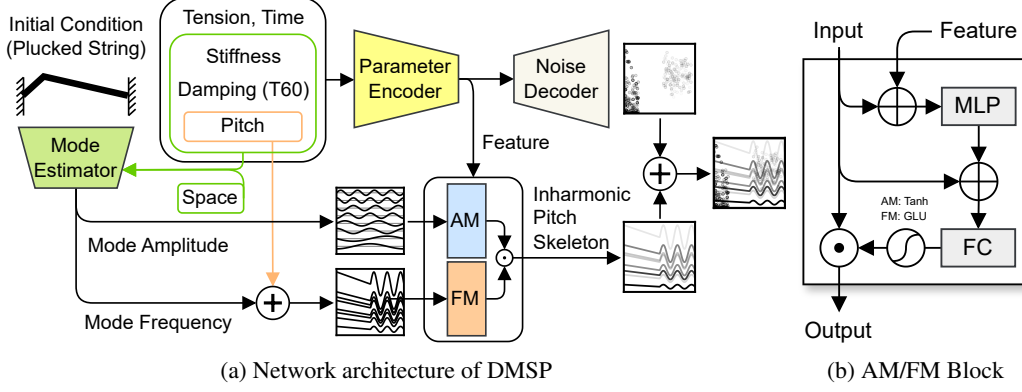 Initial Condition
(Plucked String)
Tension, Time
Stiffness
Damping (T60)
Pitch
Mode
Estimator
Space
Parameter
Encoder
Noise
Decoder
Feature
Mode Amplitude
Mode Frequency
AM
FM
Inharmonic
Pitch
Skeleton
(a) Network architecture of DMSP
Input
Feature
MLP
AM: Tanh
FM: GLU
FC
Output
(b) AM/FM Block